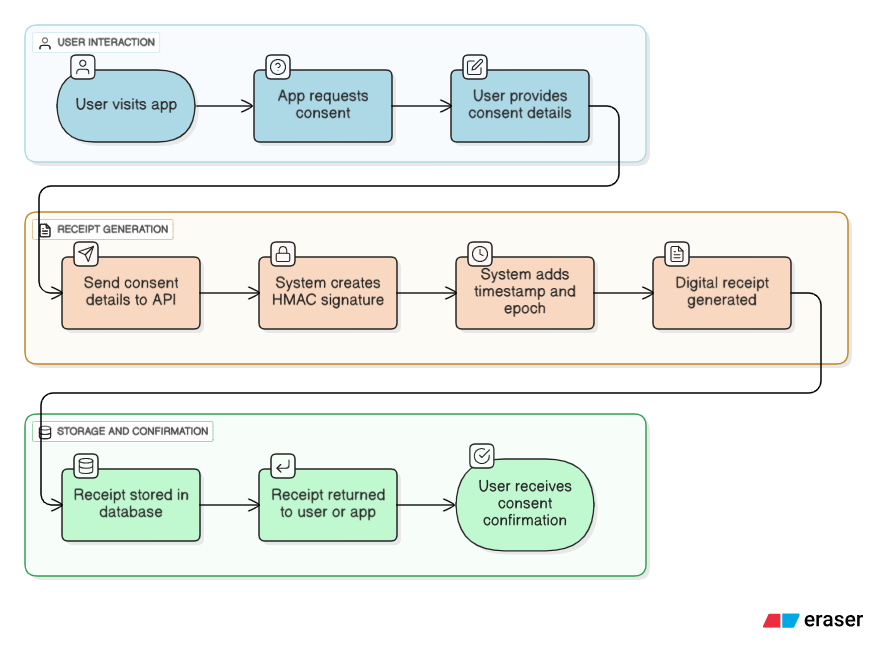 USER INTERACTION
User visits app
App requests
consent
User provides
consent details
RECEIPT GENERATION
Send consent
details to API
System creates
HMAC signature
System adds
timestamp and
epoch
Digital receipt
generated
STORAGE AND CONFIRMATION
Receipt stored in
database
Receipt returned
to user or app
User receives
consent
confirmation
eraser